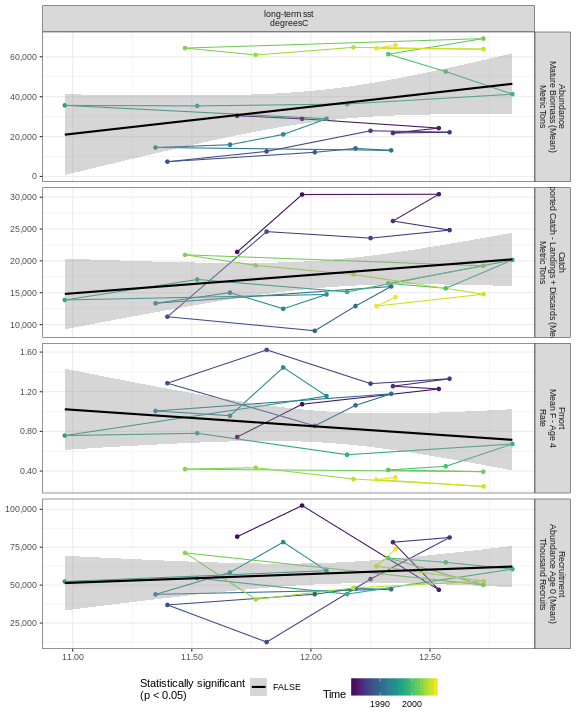 long-term sst
degreesC
60,000
40,000
20,000
0
Abundance
Mature Biomass (Mean)
Metric Tons
30,000
25,000
20,000
15,000
10,000
Catch
Catch - Landings + Discards
Metric Tons
1.60
1.20
0.80
0.40
Fmort
Mean F - Age 4
Rate
100,000
75,000
50,000
25,000
Recruitment
Abundance Age 0 (Mean)
Thousand Recruits
11.00
11.50
12.00
12.50
Statistically significant
(p < 0.05)
FALSE
Time
1990
2000